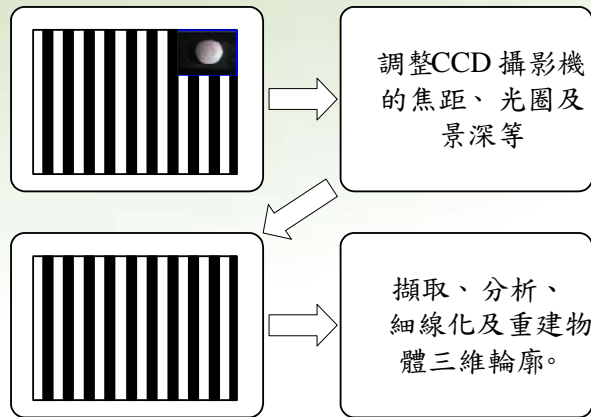 調整CCD 攝影機
的焦距、光圈及
景深等
擷取、分析、
細線化及重建物
體三維輪廓。